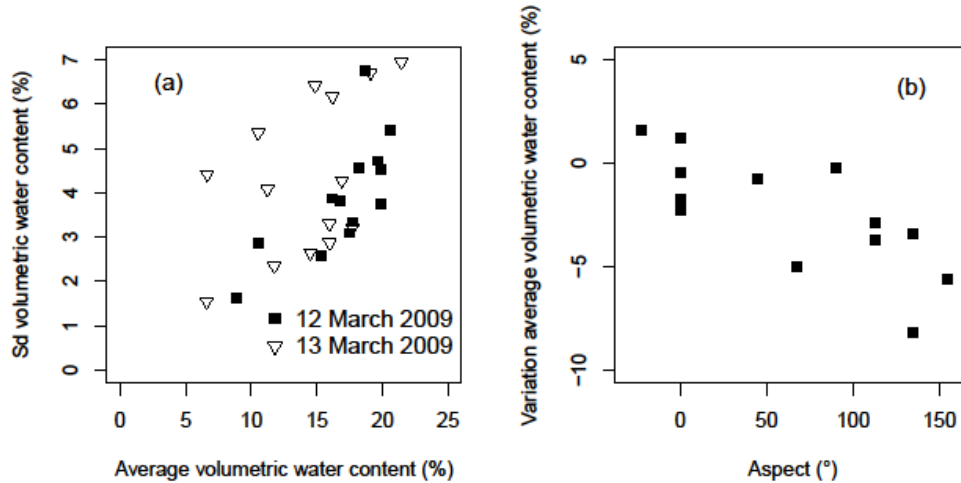 (a)
Sd volumetric water content (%)
7
6
5
4
3
2
1
0
12 March 2009
13 March 2009
0 5 10 15 20 25
Average volumetric water content (%)
(b)
Variation average volumetric water content (%)
5
0
−5
−10
0 50 100 150
Aspect (°)